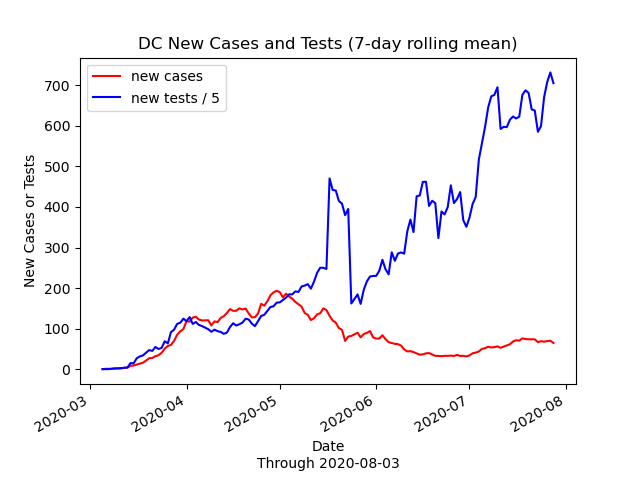 DC New Cases and Tests (7-day rolling mean)
new cases
new tests / 5
New Cases or Tests
700
600
500
400
300
200
100
0
2020-03
2020-04
2020-05
2020-06
2020-07
2020-08
Date
Through 2020-08-03